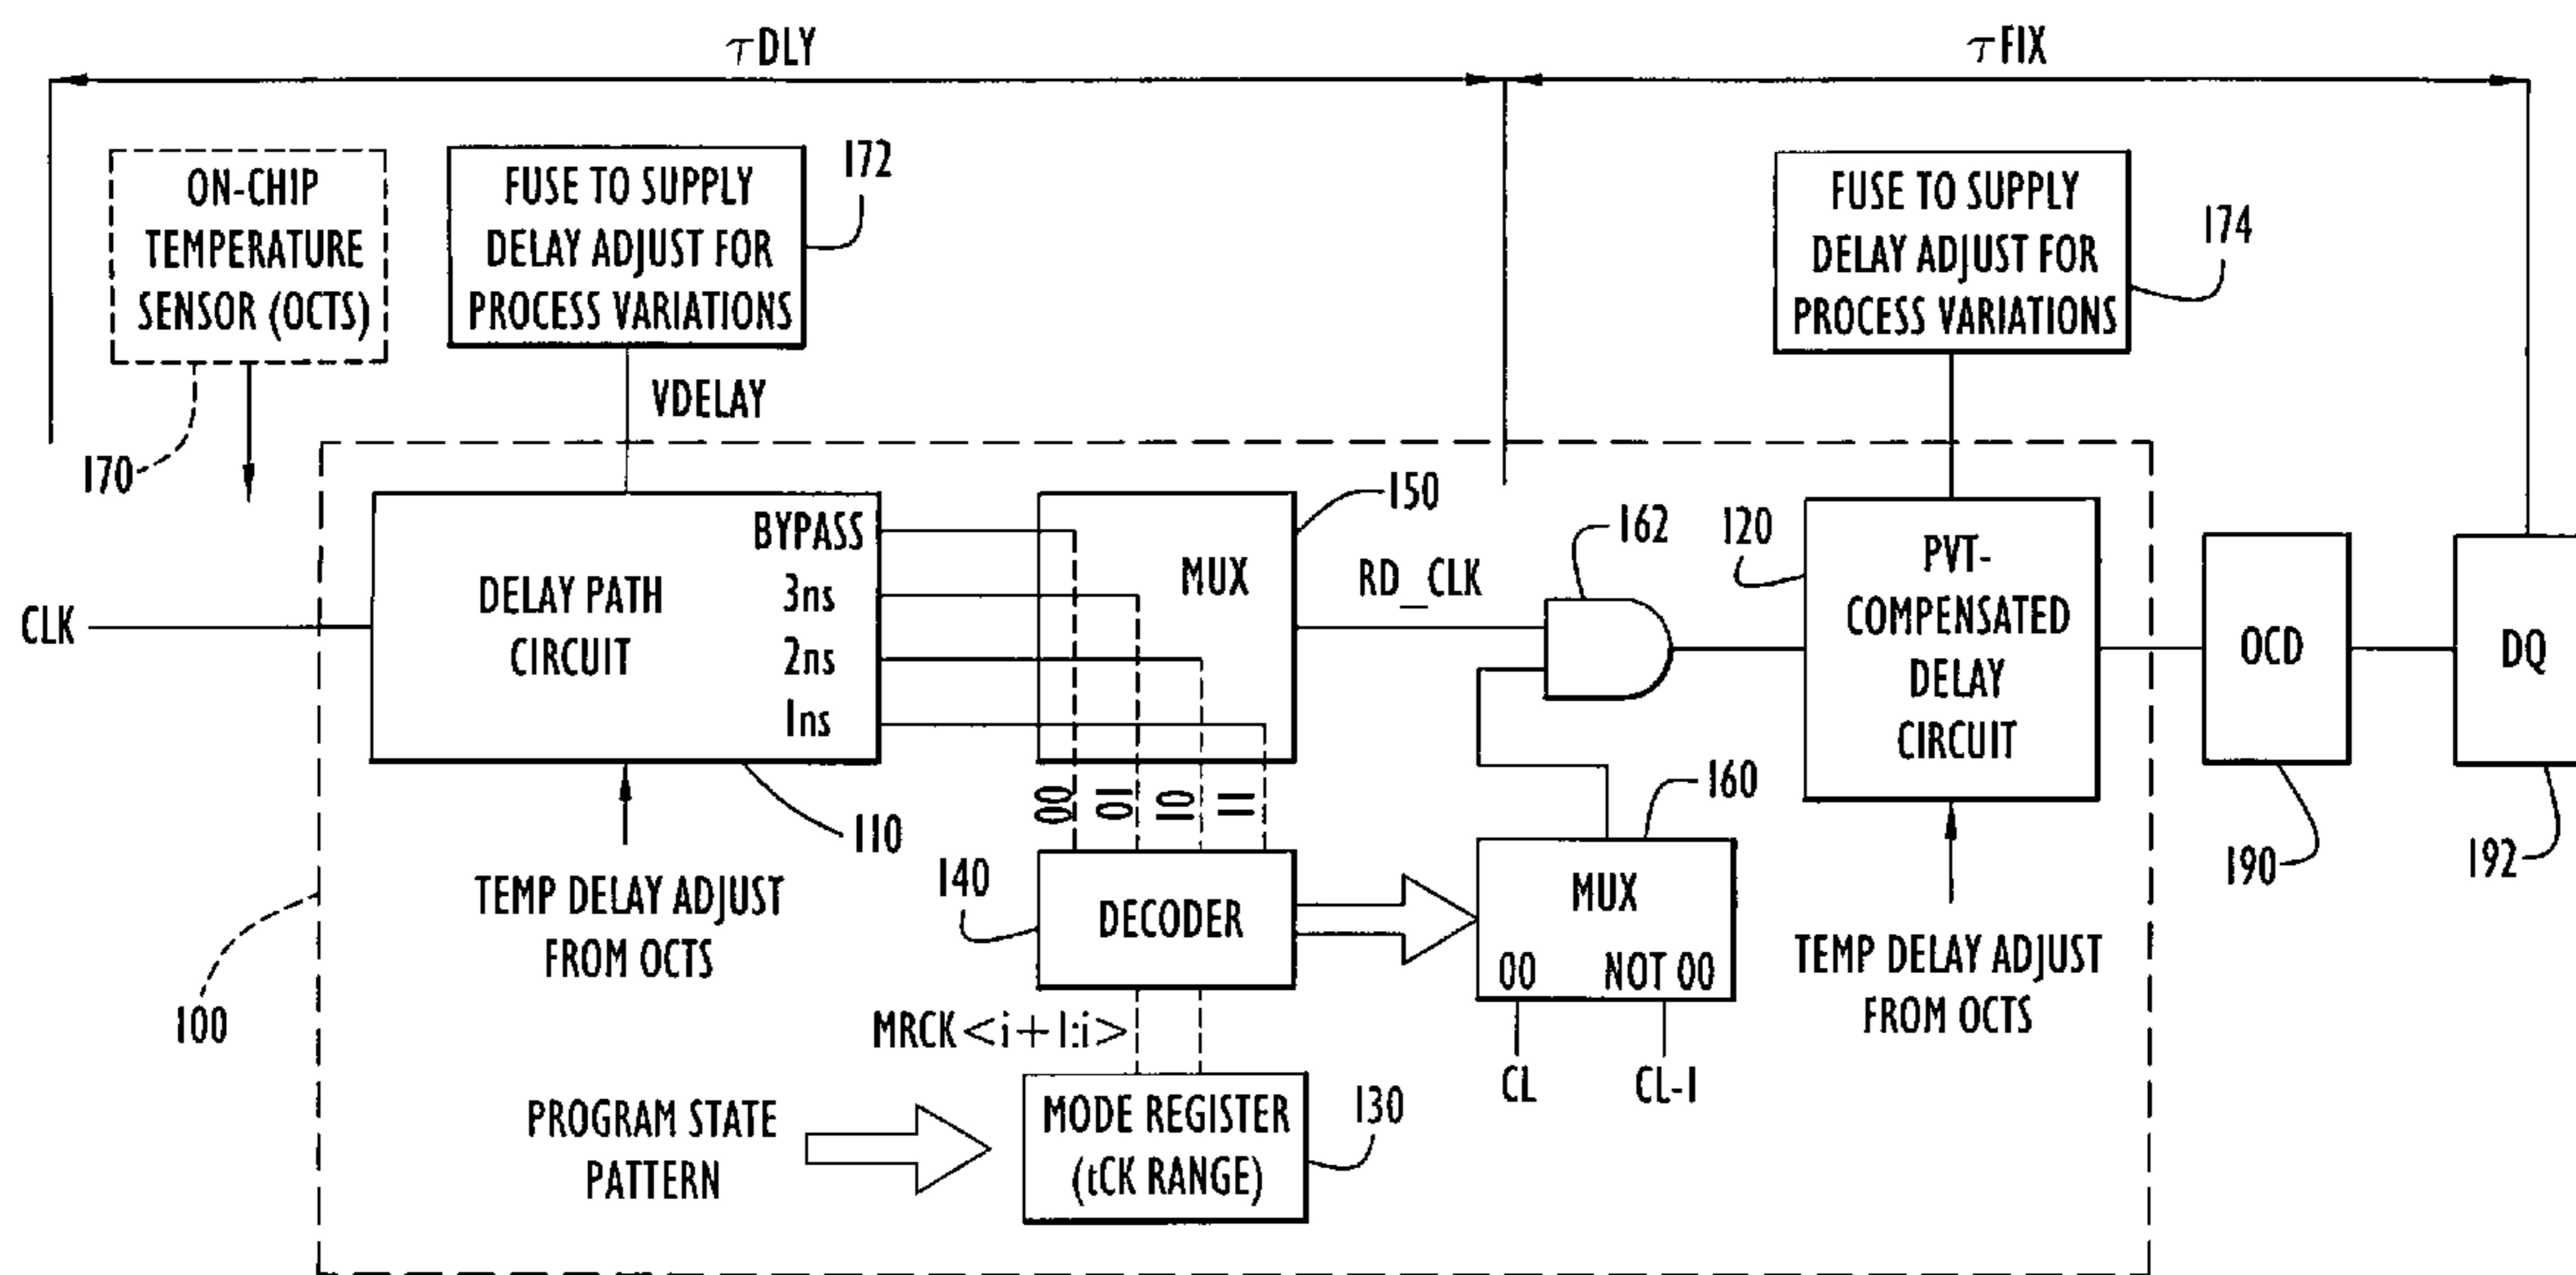 τDLY
τFIX
ON-CHIP
TEMPERATURE
SENSOR (OCTS)
170
FUSE TO SUPPLY
DELAY ADJUST FOR
PROCESS VARIATIONS
172
VDELAY
FUSE TO SUPPLY
DELAY ADJUST FOR
PROCESS VARIATIONS
174
CLK
DELAY PATH
CIRCUIT
BYPASS
3ns
2ns
1ns
110
TEMP DELAY ADJUST
FROM OCTS
100
MUX
150
00
01
10
11
RD_CLK
162
120
PVT-
COMPENSATED
DELAY
CIRCUIT
OCD
190
DQ
192
140
DECODER
MUX
00
NOT 00
160
CL
CL-1
TEMP DELAY ADJUST
FROM OCTS
MRCK<i+1:i>
PROGRAM STATE
PATTERN
MODE REGISTER
(tCK RANGE)
130